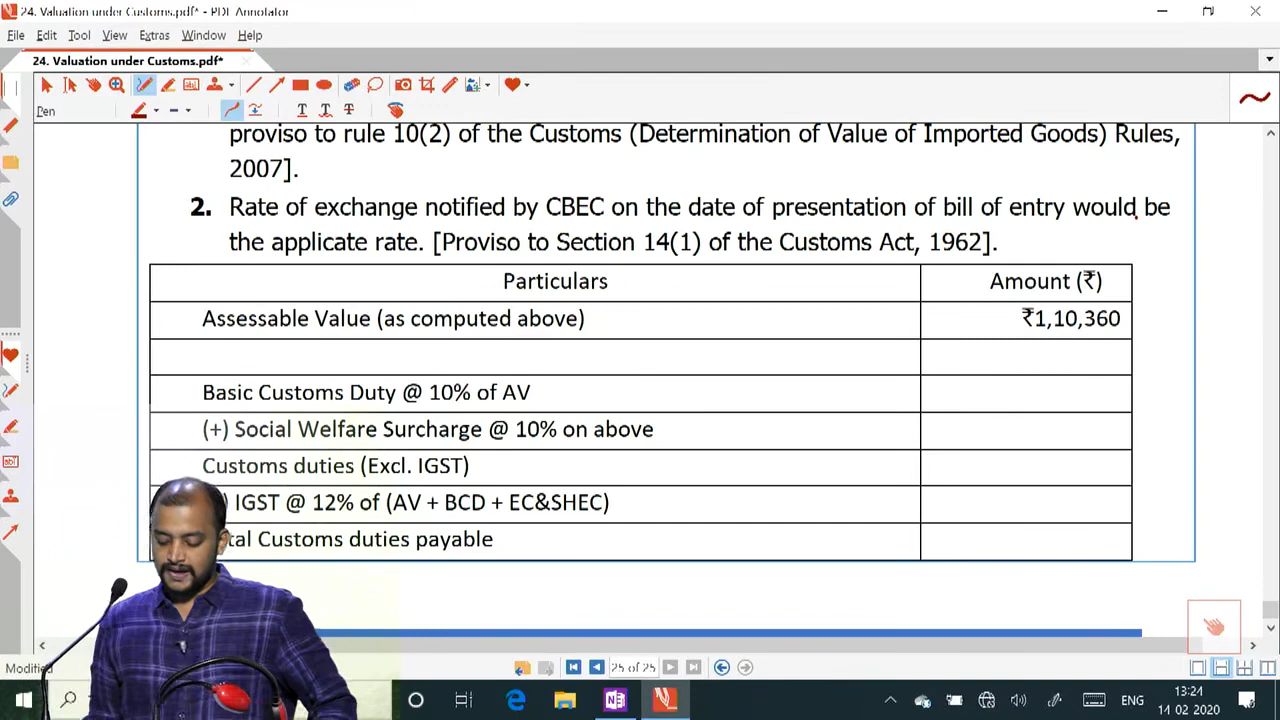 24. Valuation under Customs.pdf* - PDF Annotator
File Edit Tool View Extras Window Help
24. Valuation under Customs.pdf*
Pen
proviso to rule 10(2) of the Customs (Determination of Value of Imported Goods) Rules,
2007].
2. Rate of exchange notified by CBEC on the date of presentation of bill of entry would be
the applicate rate. [Proviso to Section 14(1) of the Customs Act, 1962].
Particulars Amount (₹)
Assessable Value (as computed above) ₹1,10,360
Basic Customs Duty @ 10% of AV
(+) Social Welfare Surcharge @ 10% on above
Customs duties (Excl. IGST)
) IGST @ 12% of (AV + BCD + EC&SHEC)
Customs duties payable
Modified
25 of 25
ENG
13:24
14-02-2020